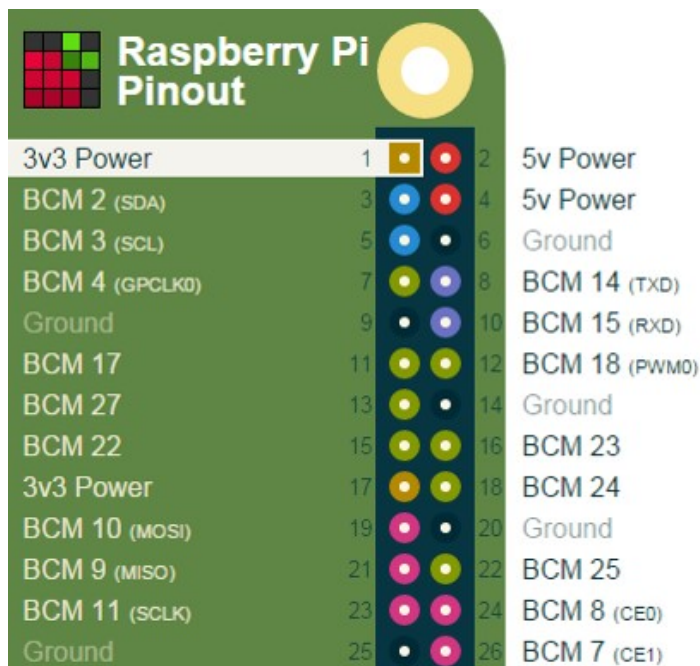 Raspberry Pi
Pinout
3v3 Power 1 2 5v Power
BCM 2 (SDA) 3 4 5v Power
BCM 3 (SCL) 5 6 Ground
BCM 4 (GPCLK0) 7 8 BCM 14 (TXD)
Ground 9 10 BCM 15 (RXD)
BCM 17 11 12 BCM 18 (PWM0)
BCM 27 13 14 Ground
BCM 22 15 16 BCM 23
3v3 Power 17 18 BCM 24
BCM 10 (MOSI) 19 20 Ground
BCM 9 (MISO) 21 22 BCM 25
BCM 11 (SCLK) 23 24 BCM 8 (CE0)
Ground 25 26 BCM 7 (CE1)